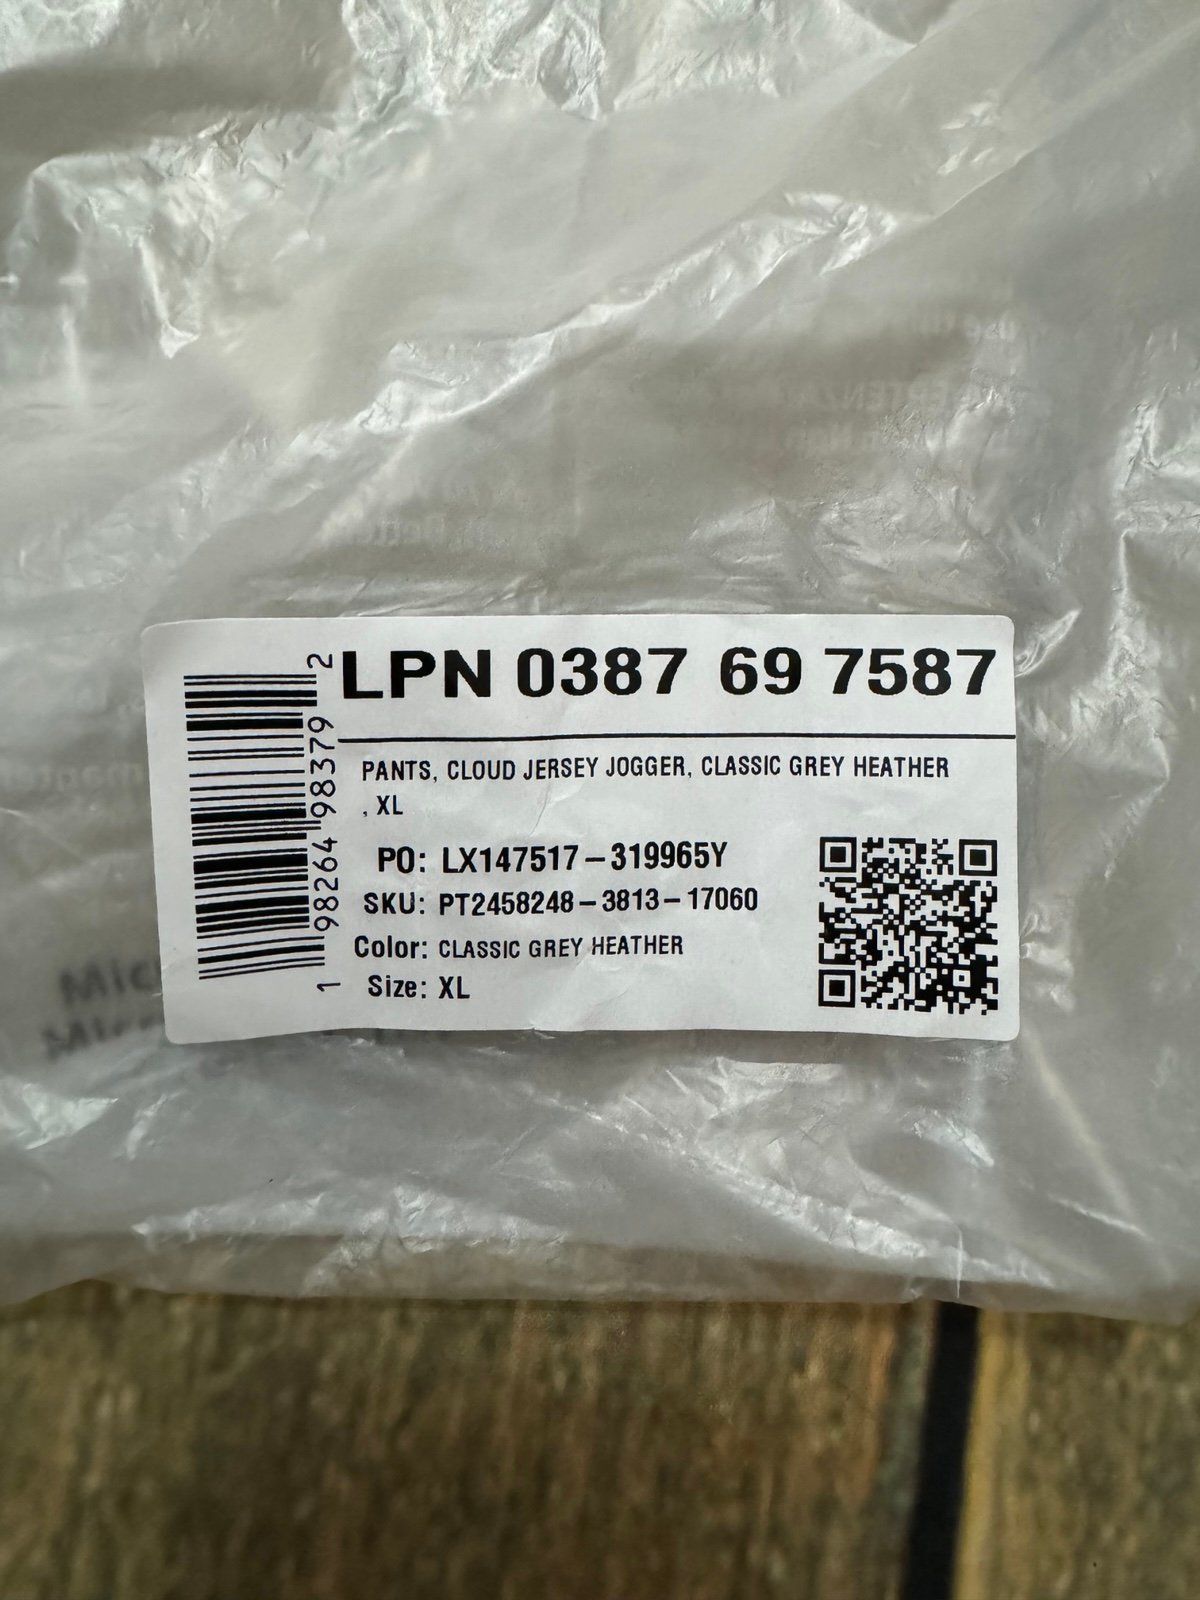 LPN 0387 69 7587
PANTS, CLOUD JERSEY JOGGER, CLASSIC GREY HEATHER
, XL
PO: LX147517-319965Y
SKU: PT2458248-3813-17060
Color: CLASSIC GREY HEATHER
Size: XL
1 98264 98379 2